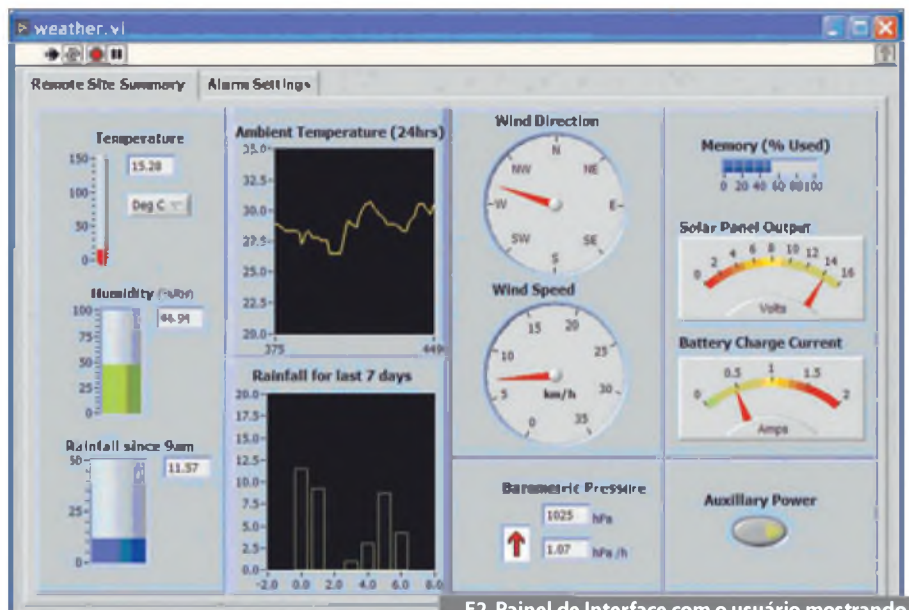 weather.vi
Remote Site Summary
Alarm Settings
Temperature
150
100
50
0
15.28
Deg C
Humidity
100
75
50
25
0
Rainfall since 9am
50
25
0
11.57
Ambient Temperature (24hrs)
35.0
32.5
30.0
27.5
25.0
22.5
20.0
375
449
Rainfall for last 7 days
20.0
17.5
15.0
12.5
10.0
7.5
5.0
2.5
0.0
-2.0 0.0 2.0 4.0 6.0 8.0
Wind Direction
N
NW NE
W E
SW SE
S
Wind Speed
15 20
10 25
5 km/h 30
0 35
Barometric Pressure
1025 hPa
1.07 hPa /h
Memory (% Used)
0 20 40 60 80 100
Solar Panel Output
0 2 4 6 8 10 12 14 16
Volts
Battery Charge Current
0 0.5 1 1.5 2
Amps
Auxillary Power
F2. Painel de Interface com o usuário mostrando